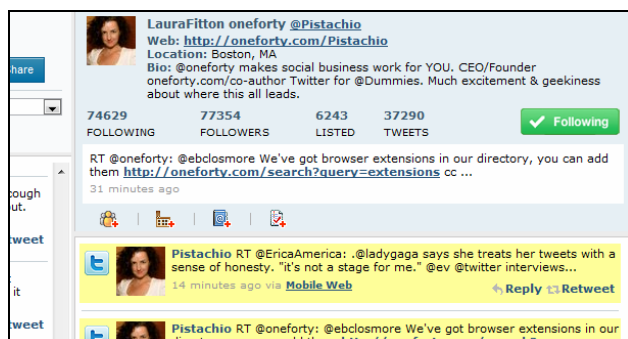 LauraFitton oneforty @Pistachio
Web: http://oneforty.com/Pistachio
Location: Boston, MA
Bio: @oneforty makes social business work for YOU. CEO/Founder
oneforty.com/co-author Twitter for @Dummies. Much excitement & geekiness
about where this all leads.
hare
74629 77354 6243 37290
FOLLOWING FOLLOWERS LISTED TWEETS
Following
RT @oneforty: @ebclosmore We've got browser extensions in our directory, you can add
them http://oneforty.com/search?query=extensions cc ...
31 minutes ago
ough
ut.
tweet
Pistachio RT @EricaAmerica: .@ladygaga says she treats her tweets with a
sense of honesty. "it's not a stage for me." @ev @twitter interviews...
14 minutes ago via Mobile Web
Reply Retweet
it
tweet
Pistachio RT @oneforty: @ebclosmore We've got browser extensions in our